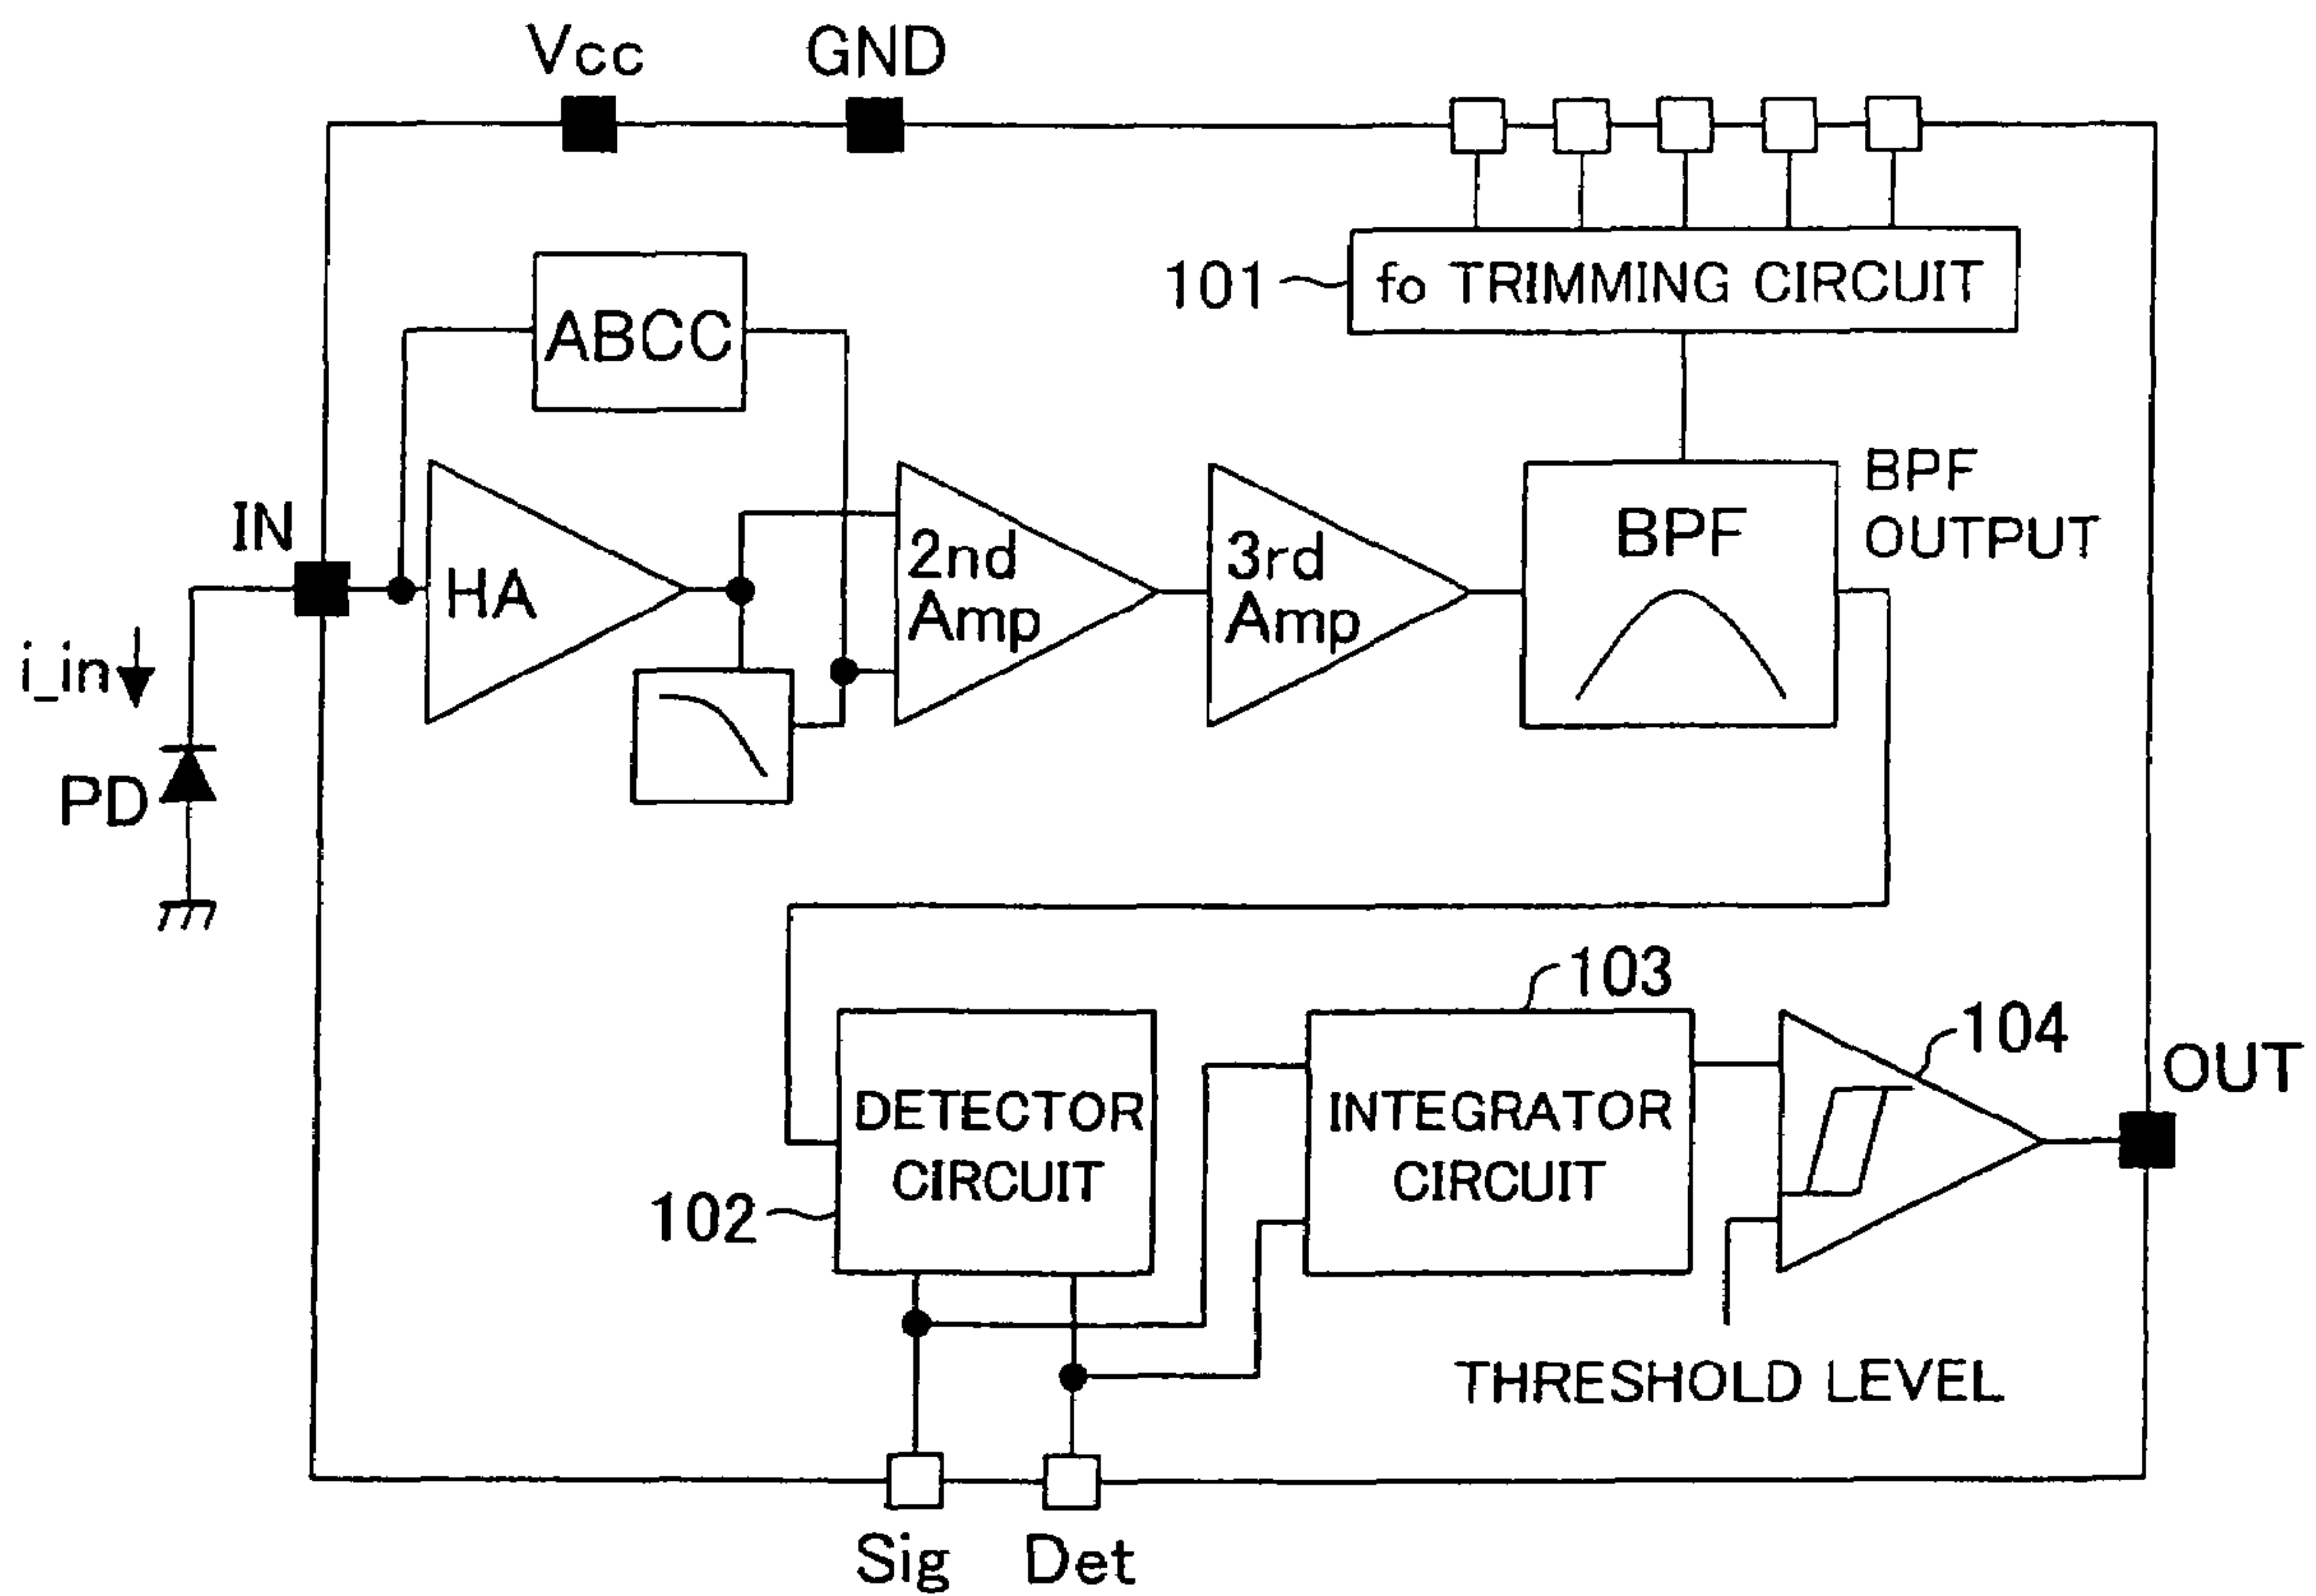 Vcc
GND
101
fo TRIMMING CIRCUIT
ABCC
IN
HA
2nd
Amp
3rd
Amp
BPF
BPF
OUTPUT
i_in
PD
103
104
OUT
DETECTOR
CIRCUIT
INTEGRATOR
CIRCUIT
102
THRESHOLD LEVEL
Sig
Det